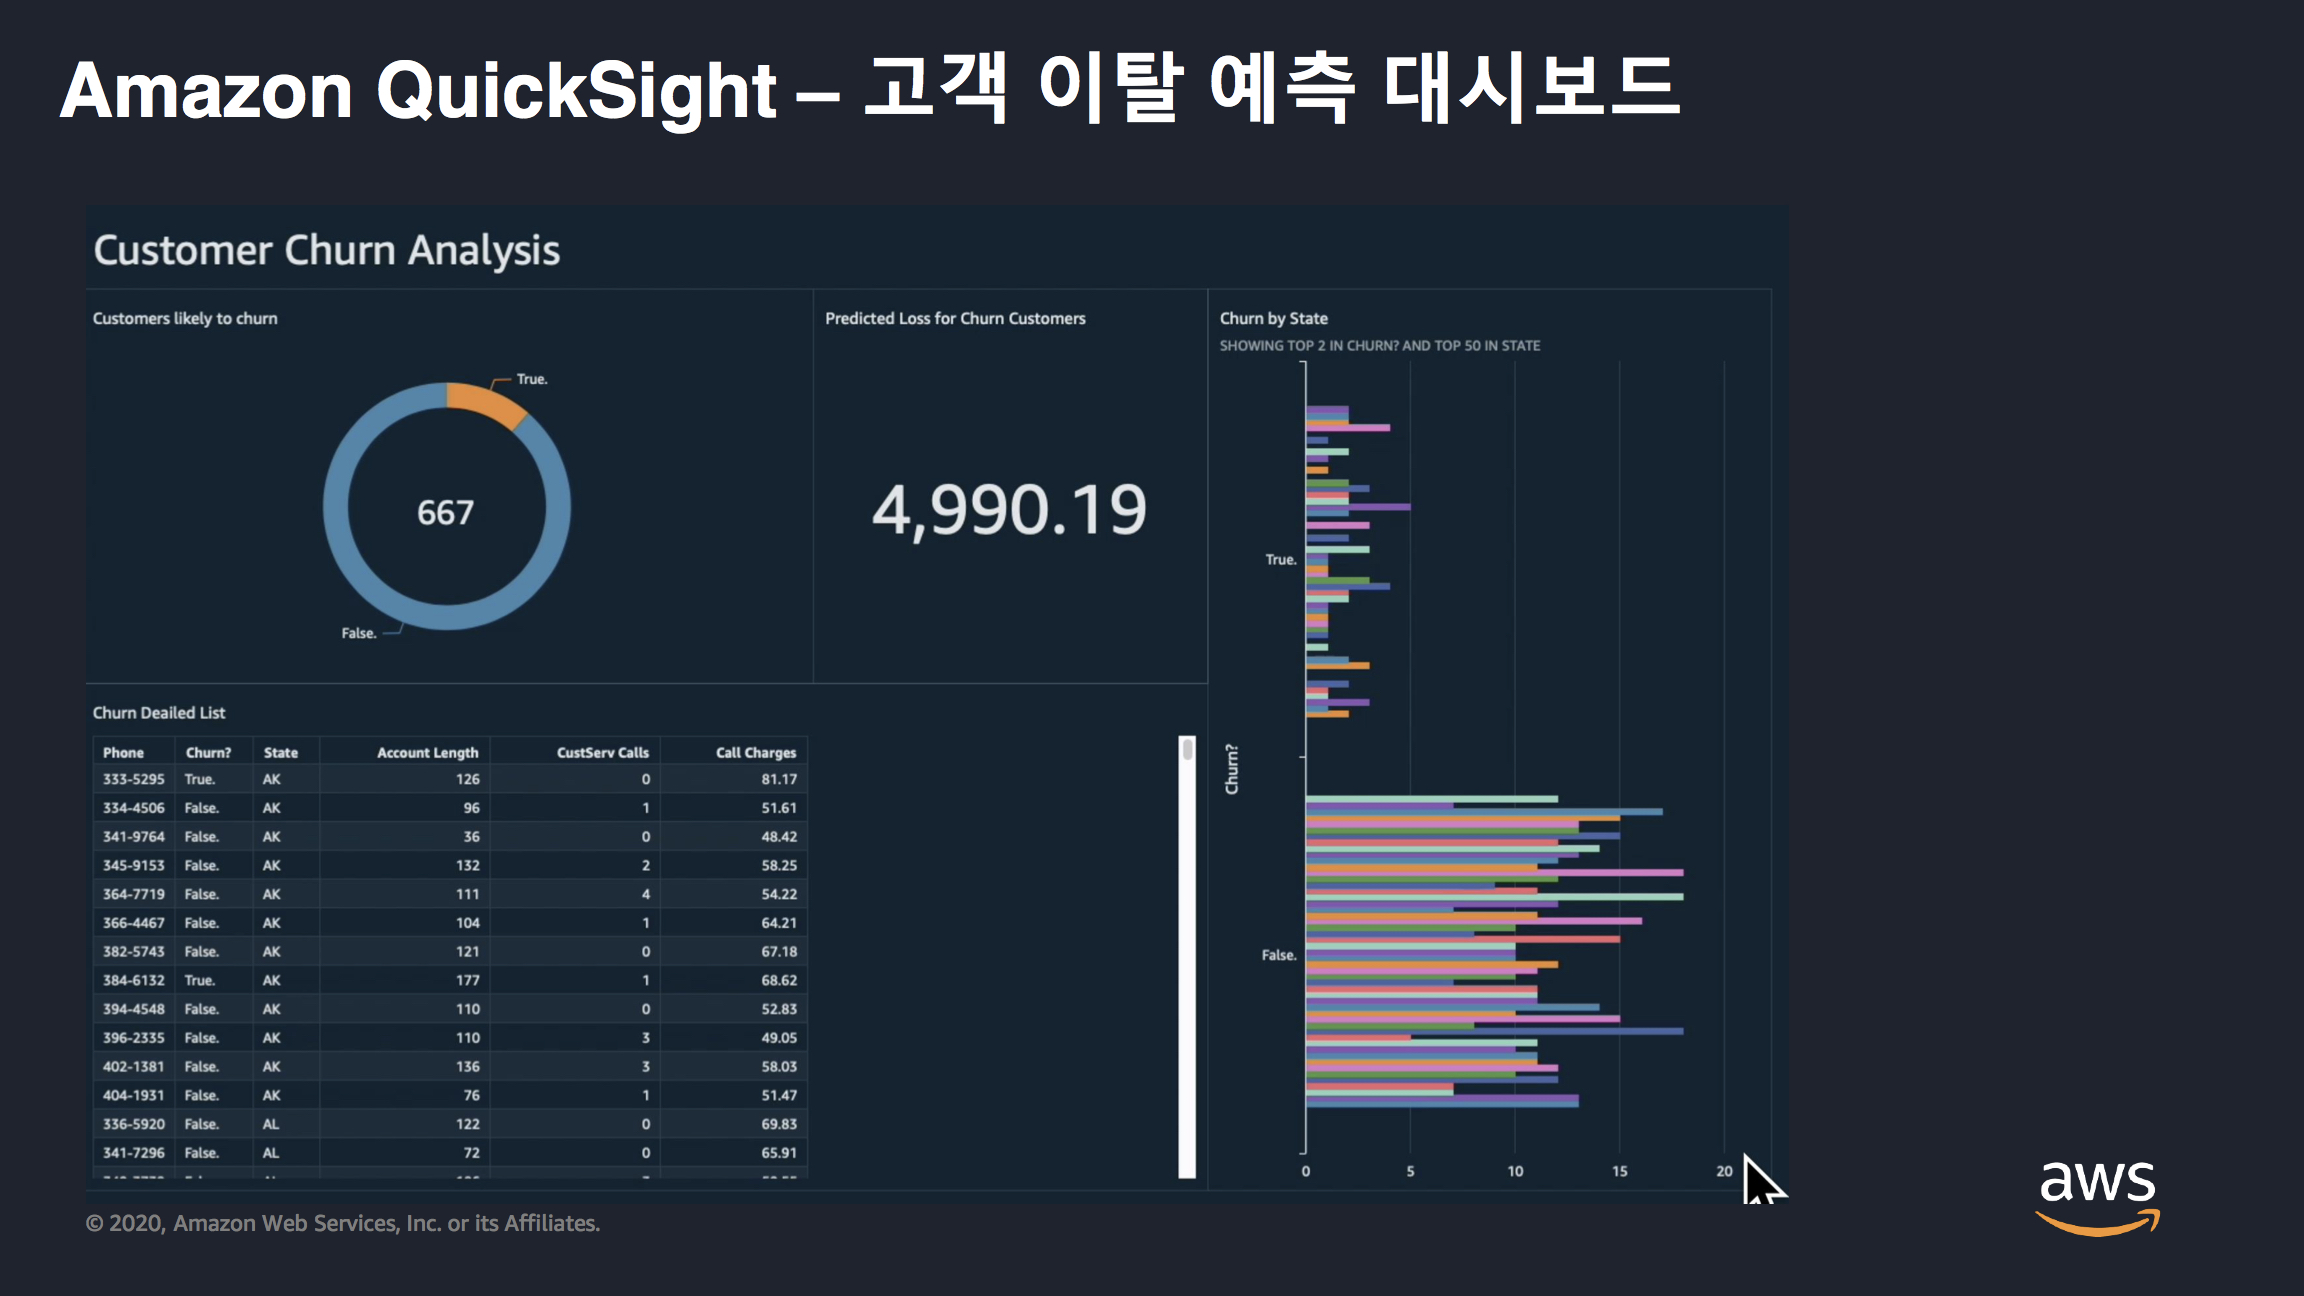 Amazon QuickSight – 고객 이탈 예측 대시보드
Customer Churn Analysis
Customers likely to churn
True.
667
False.
Predicted Loss for Churn Customers
4,990.19
Churn by State
SHOWING TOP 2 IN CHURN? AND TOP 50 IN STATE
True.
Churn?
False.
0 5 10 15 20
Churn Deailed List
Phone Churn? State Account Length CustServ Calls Call Charges
333-5295 True. AK 126 0 81.17
334-4506 False. AK 96 1 51.61
341-9764 False. AK 36 0 48.42
345-9153 False. AK 132 2 58.25
364-7719 False. AK 111 4 54.22
366-4467 False. AK 104 1 64.21
382-5743 False. AK 121 0 67.18
384-6132 True. AK 177 1 68.62
394-4548 False. AK 110 0 52.83
396-2335 False. AK 110 3 49.05
402-1381 False. AK 136 3 58.03
404-1931 False. AK 76 1 51.47
336-5920 False. AL 122 0 69.83
341-7296 False. AL 72 0 65.91
© 2020, Amazon Web Services, Inc. or its Affiliates.
aws